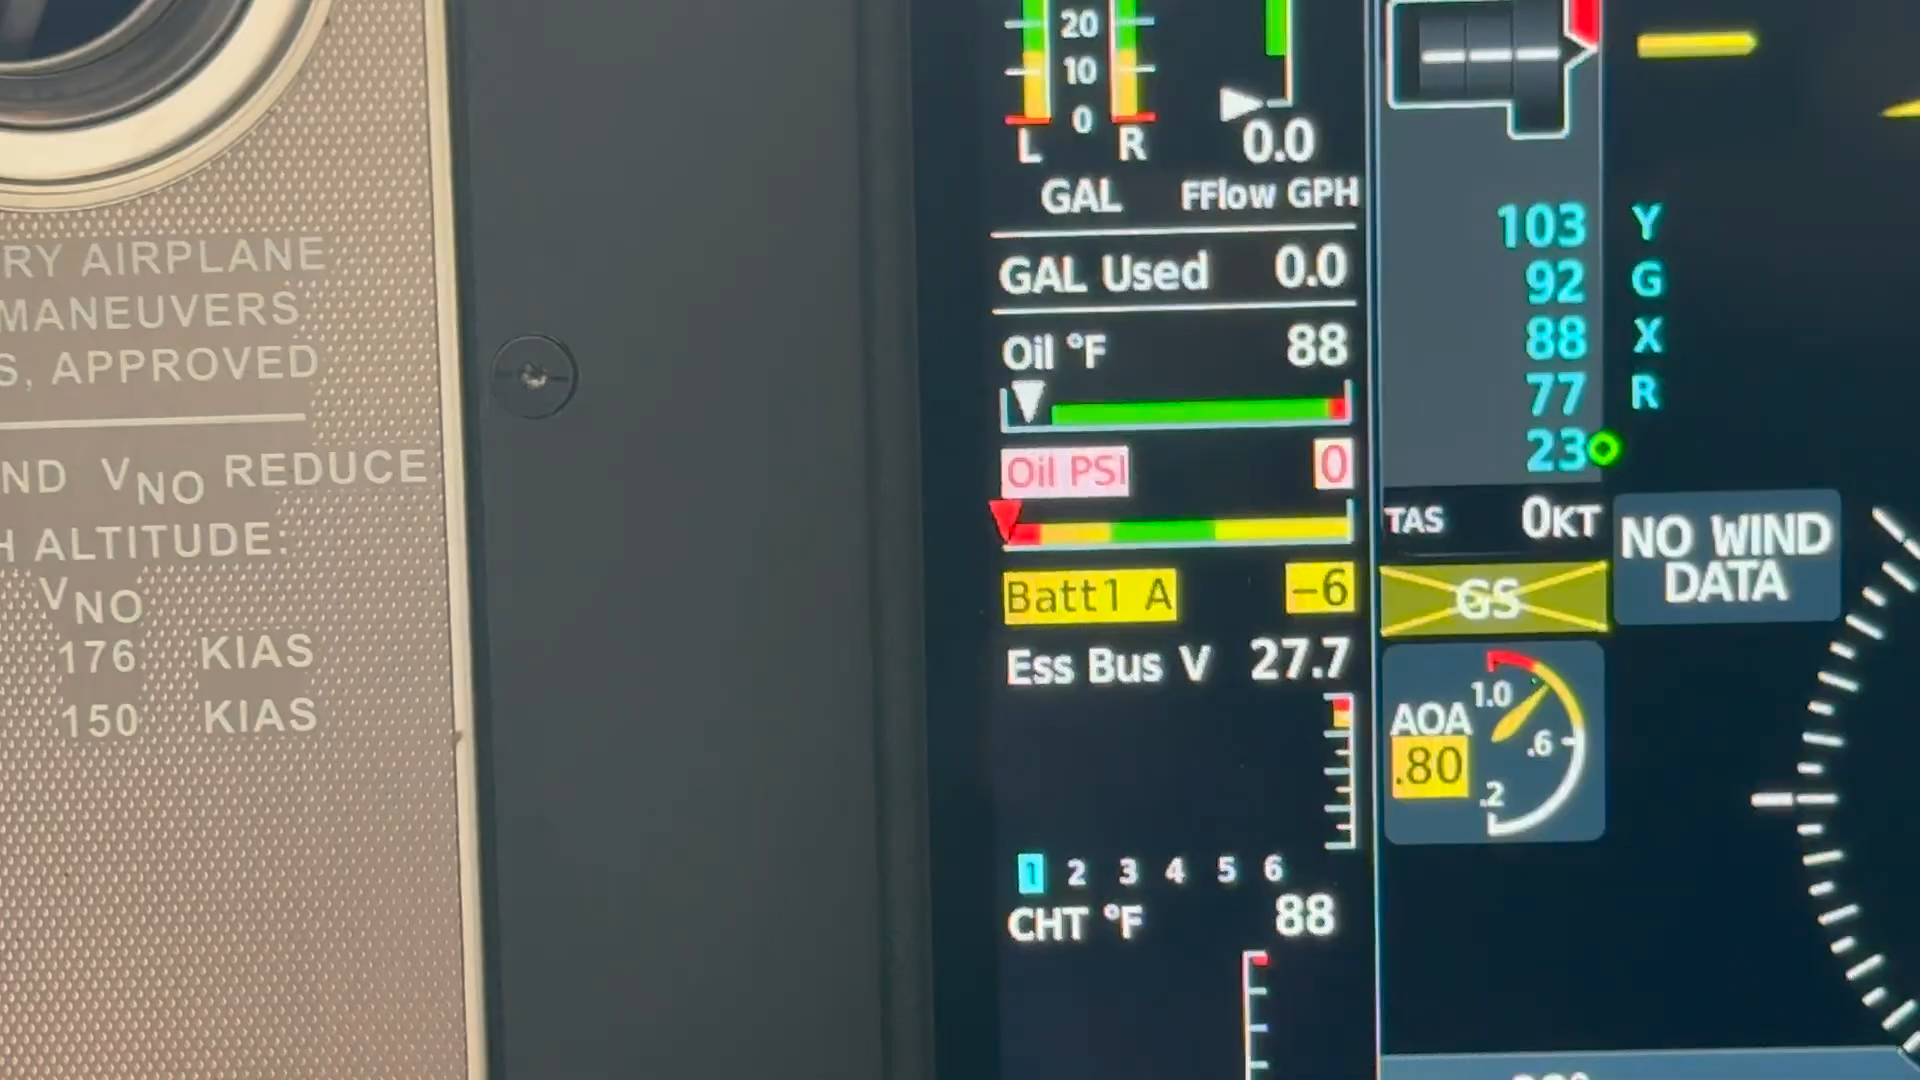 RY AIRPLANE
MANEUVERS
S, APPROVED
ND VNO REDUCE
H ALTITUDE:
VNO
176 KIAS
150 KIAS
20
10
0
L R
GAL
0.0
FFlow GPH
GAL Used 0.0
Oil °F 88
Oil PSI 0
Batt1 A -6
Ess Bus V 27.7
1 2 3 4 5 6
CHT °F 88
103 Y
92 G
88 X
77 R
23
TAS 0KT
GS
NO WIND
DATA
AOA
.80
1.0
.6
.2